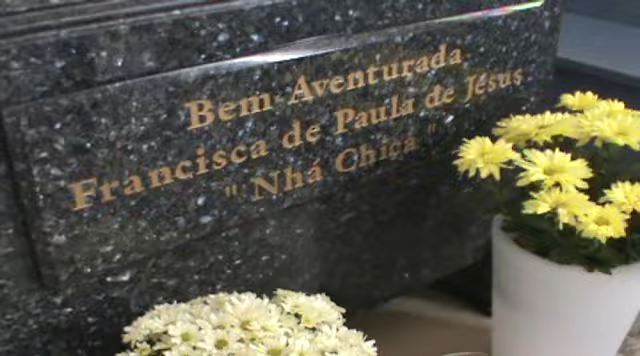 Bem Aventurada
Francisca de Paula de Jesus
" Nhá Chica "